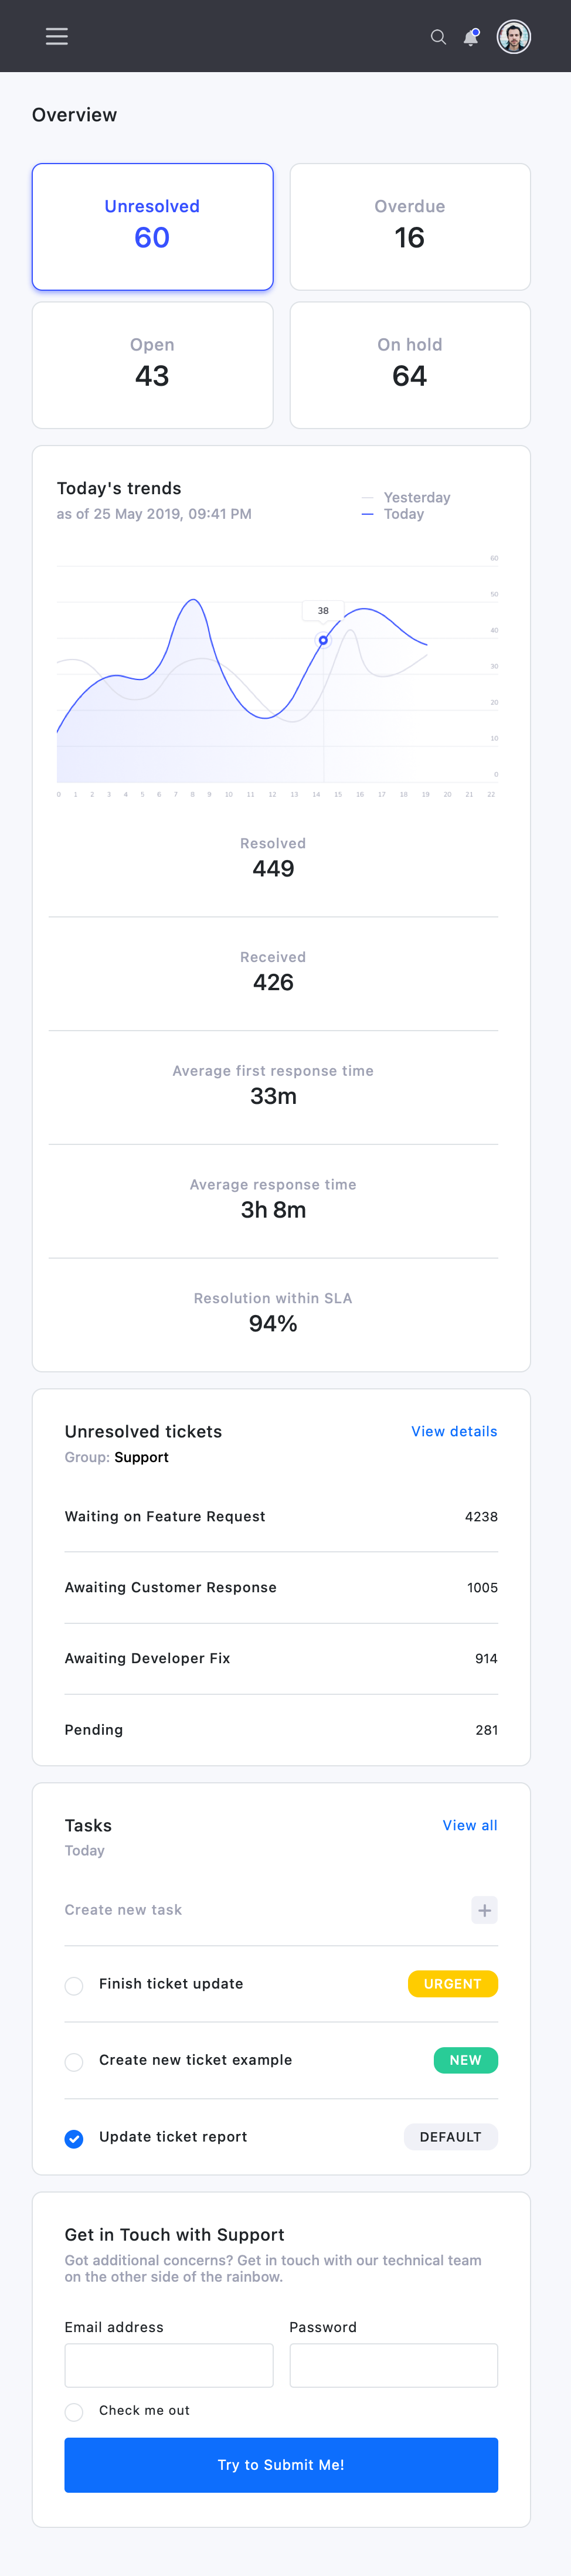 Overview
Unresolved
60
Overdue
16
Open
43
On hold
64
Today's trends
as of 25 May 2019, 09:41 PM
Yesterday
Today
60
50
40
30
20
10
0
38
0 1 2 3 4 5 6 7 8 9 10 11 12 13 14 15 16 17 18 19 20 21 22
Resolved
449
Received
426
Average first response time
33m
Average response time
3h 8m
Resolution within SLA
94%
Unresolved tickets
View details
Group: Support
Waiting on Feature Request 4238
Awaiting Customer Response 1005
Awaiting Developer Fix 914
Pending 281
Tasks
View all
Today
Create new task
Finish ticket update URGENT
Create new ticket example NEW
Update ticket report DEFAULT
Get in Touch with Support
Got additional concerns? Get in touch with our technical team
on the other side of the rainbow.
Email address
Password
Check me out
Try to Submit Me!